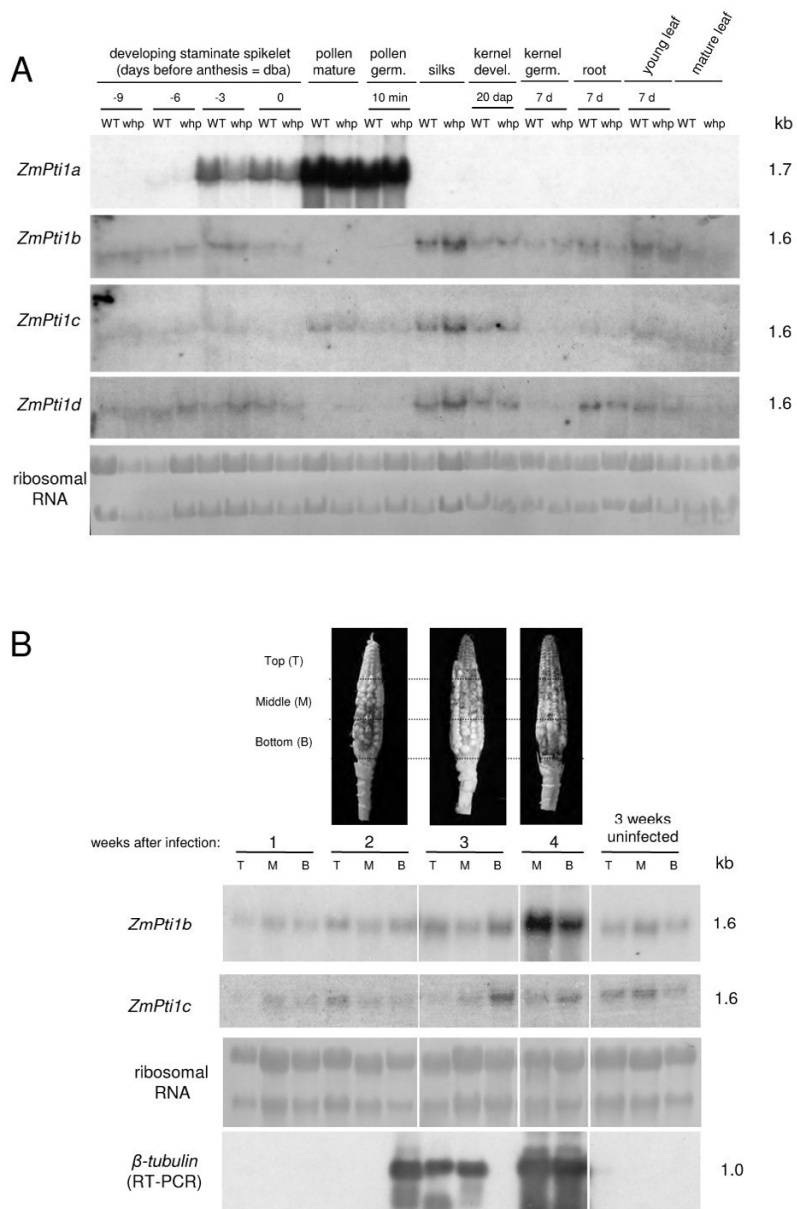 A
developing staminate spikelet
(days before anthesis = dba)
pollen
mature
pollen
germ.
silks
kernel
devel.
kernel
germ.
root
young leaf
mature leaf
-9 -6 -3 0 10 min 20 dap 7 d 7 d 7 d
WT whp WT whp WT whp WT whp WT whp WT whp WT whp WT whp WT whp WT whp WT whp WT whp
kb
ZmPti1a 1.7
ZmPti1b 1.6
ZmPti1c 1.6
ZmPti1d 1.6
ribosomal
RNA
B
Top (T)
Middle (M)
Bottom (B)
weeks after infection: 1 2 3 4 3 weeks
uninfected
T M B T M B T M B M B T M B
kb
ZmPti1b 1.6
ZmPti1c 1.6
ribosomal
RNA
β-tubulin
(RT-PCR) 1.0